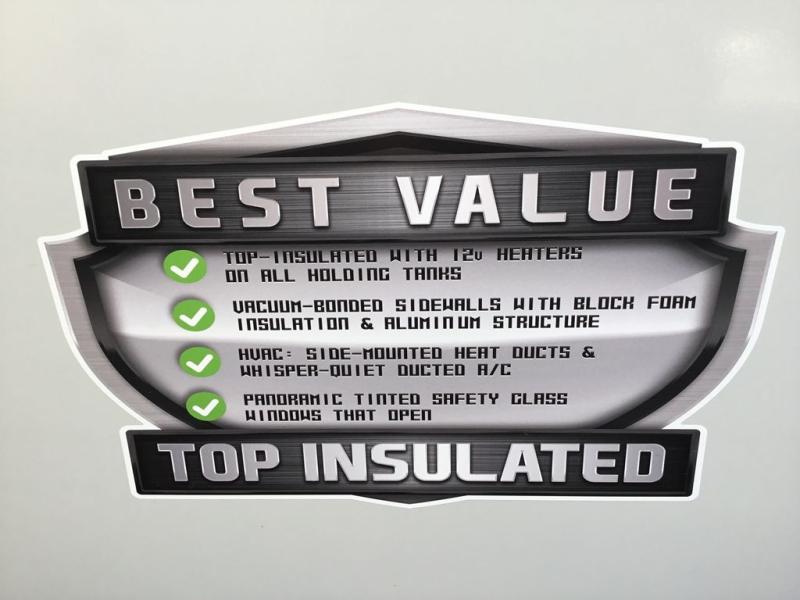 BEST VALUE
TOP-INSULATED WITH 12v HEATERS
ON ALL HOLDING TANKS
VACUUM-BONDED SIDEWALLS WITH BLOCK FOAM
INSULATION & ALUMINUM STRUCTURE
HVAC: SIDE-MOUNTED HEAT DUCTS &
WHISPER-QUIET DUCTED A/C
PANORAMIC TINTED SAFETY GLASS
WINDOWS THAT OPEN
TOP INSULATED